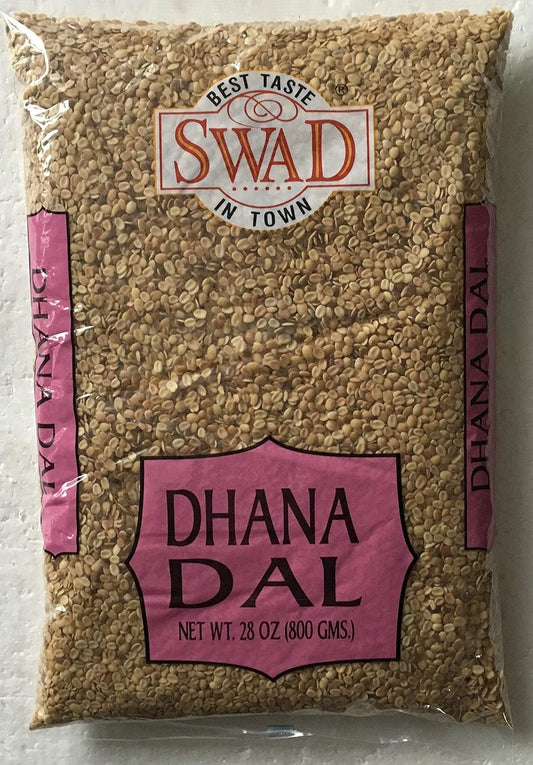 BEST TASTE
SWAD®
IN TOWN
DHANA DAL
DHANA DAL
DHANA
DAL
NET WT. 28 OZ (800 GMS.)